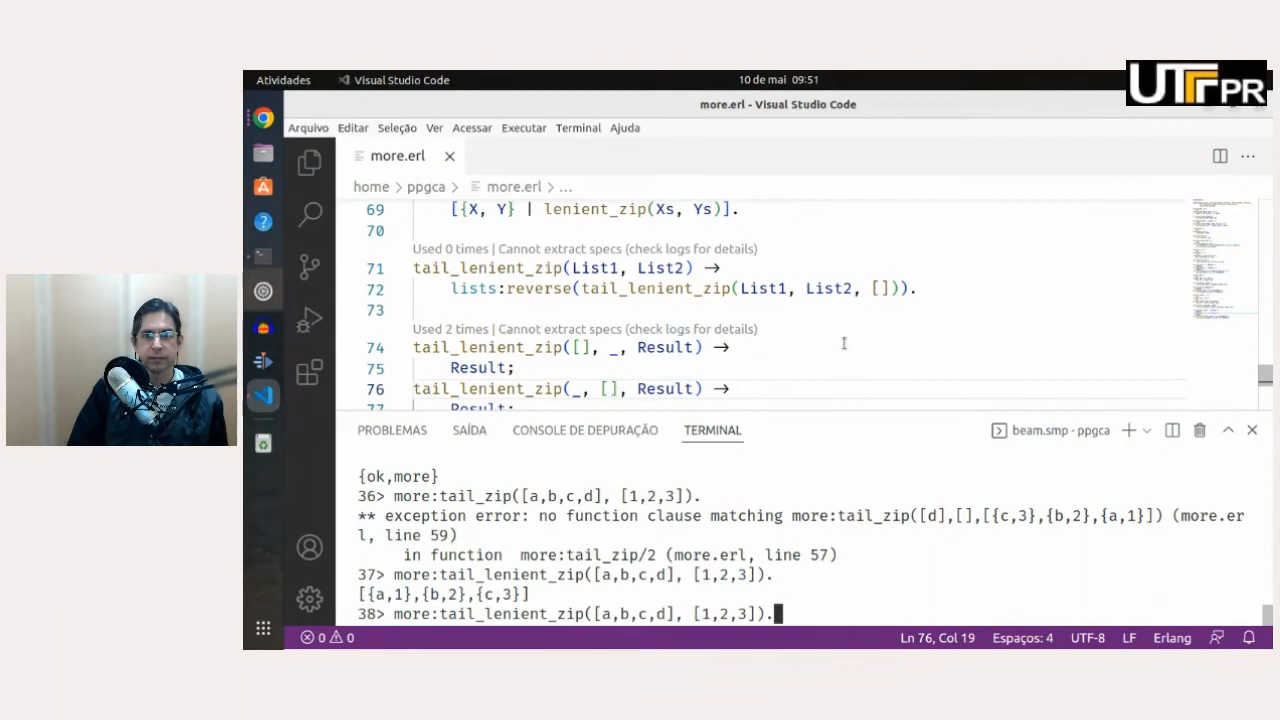 UTFPR
Atividades
Visual Studio Code
10 de mai 09:51
more.erl - Visual Studio Code
Arquivo Editar Seleção Ver Acessar Executar Terminal Ajuda
more.erl
home > ppgca > more.erl > ...
69 [{X, Y} | lenient_zip(Xs, Ys)].
70
Used 0 times | Cannot extract specs (check logs for details)
71 tail_lenient_zip(List1, List2) →
72 lists:reverse(tail_lenient_zip(List1, List2, [])).
73
Used 2 times | Cannot extract specs (check logs for details)
74 tail_lenient_zip([], _, Result) →
75 Result;
76 tail_lenient_zip(_, [], Result) →
77 Result;
PROBLEMAS SAÍDA CONSOLE DE DEPURAÇÃO TERMINAL
beam.smp - ppgca
{ok,more}
36> more:tail_zip([a,b,c,d], [1,2,3]).
** exception error: no function clause matching more:tail_zip([d],[],[{c,3},{b,2},{a,1}]) (more.er
l, line 59)
in function more:tail_zip/2 (more.erl, line 57)
37> more:tail_lenient_zip([a,b,c,d], [1,2,3]).
[{a,1},{b,2},{c,3}]
38> more:tail_lenient_zip([a,b,c,d], [1,2,3]).
0 0 Ln 76, Col 19 Espaços: 4 UTF-8 LF Erlang